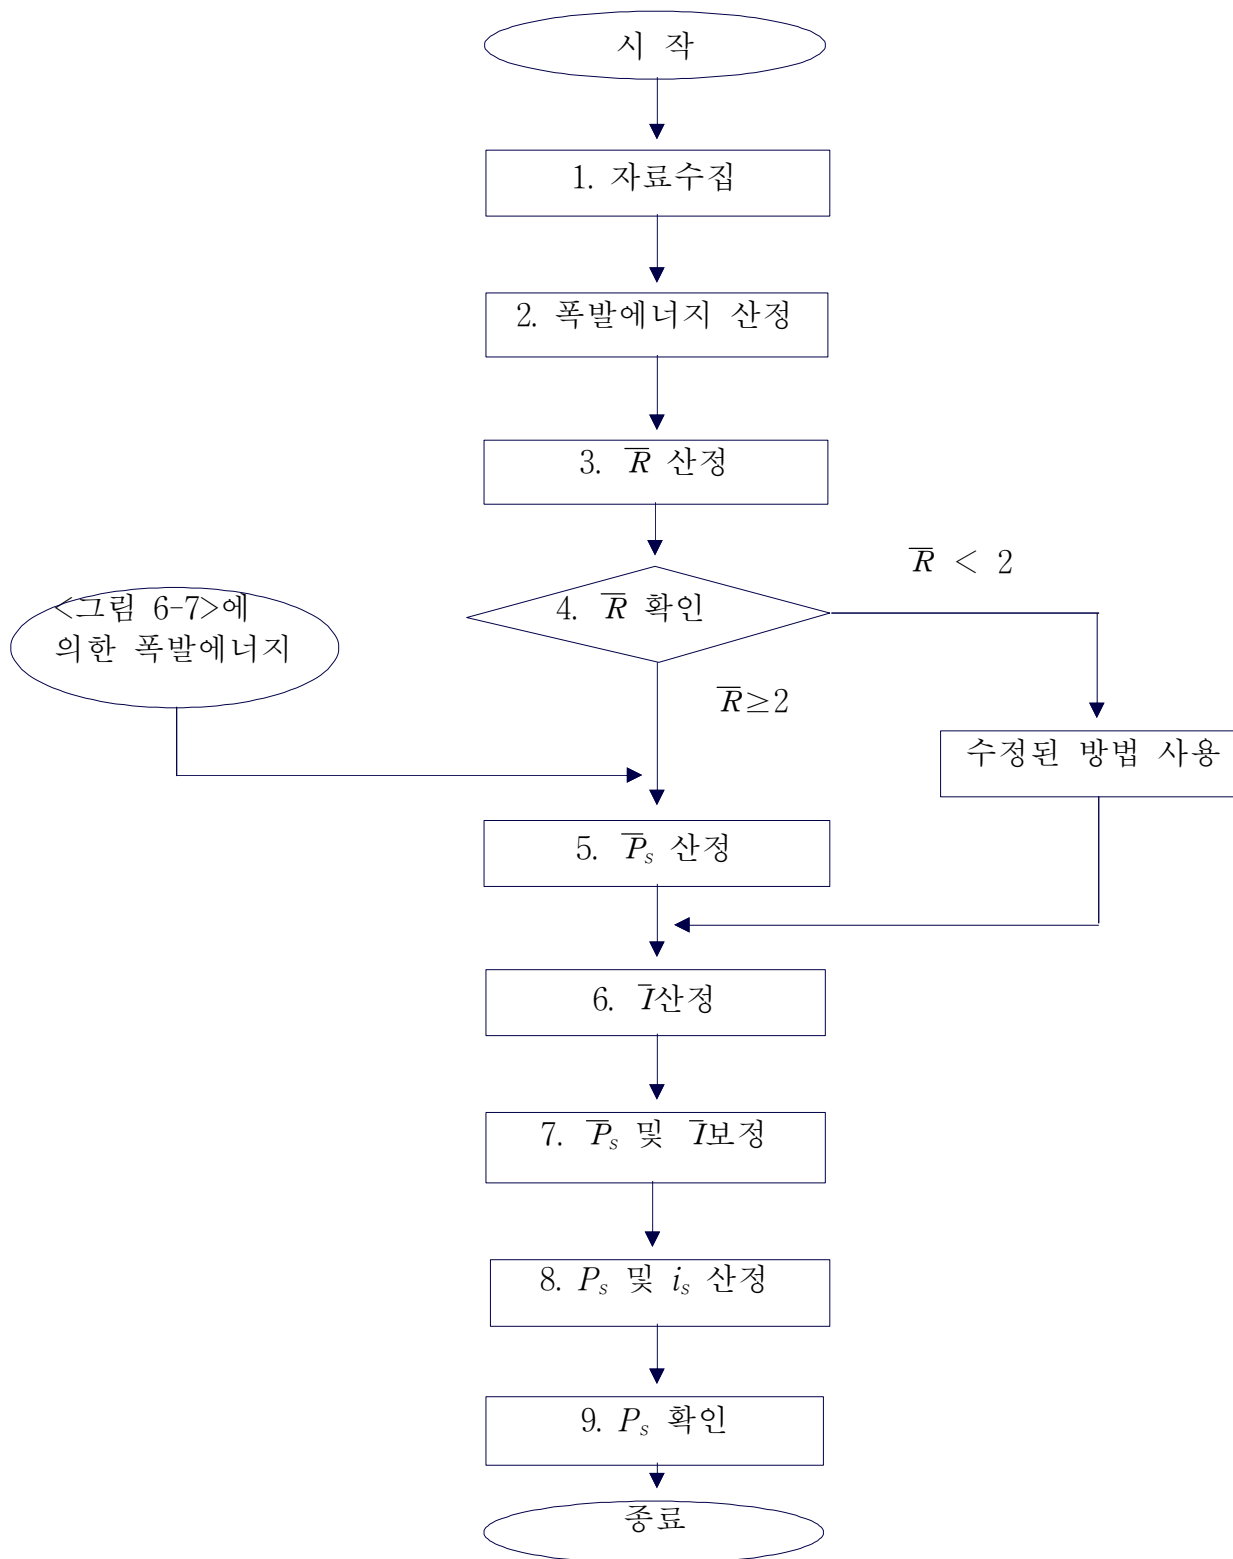 시 작
1. 자료수집
2. 폭발에너지 산정
3. R̅ 산정
R̅ < 2
4. R̅ 확인
<그림 6-7>에
의한 폭발에너지
R̅≥2
수정된 방법 사용
5. P̅s 산정
6. I̅산정
7. P̅s 및 I̅보정
8. Ps 및 is 산정
9. Ps 확인
종료